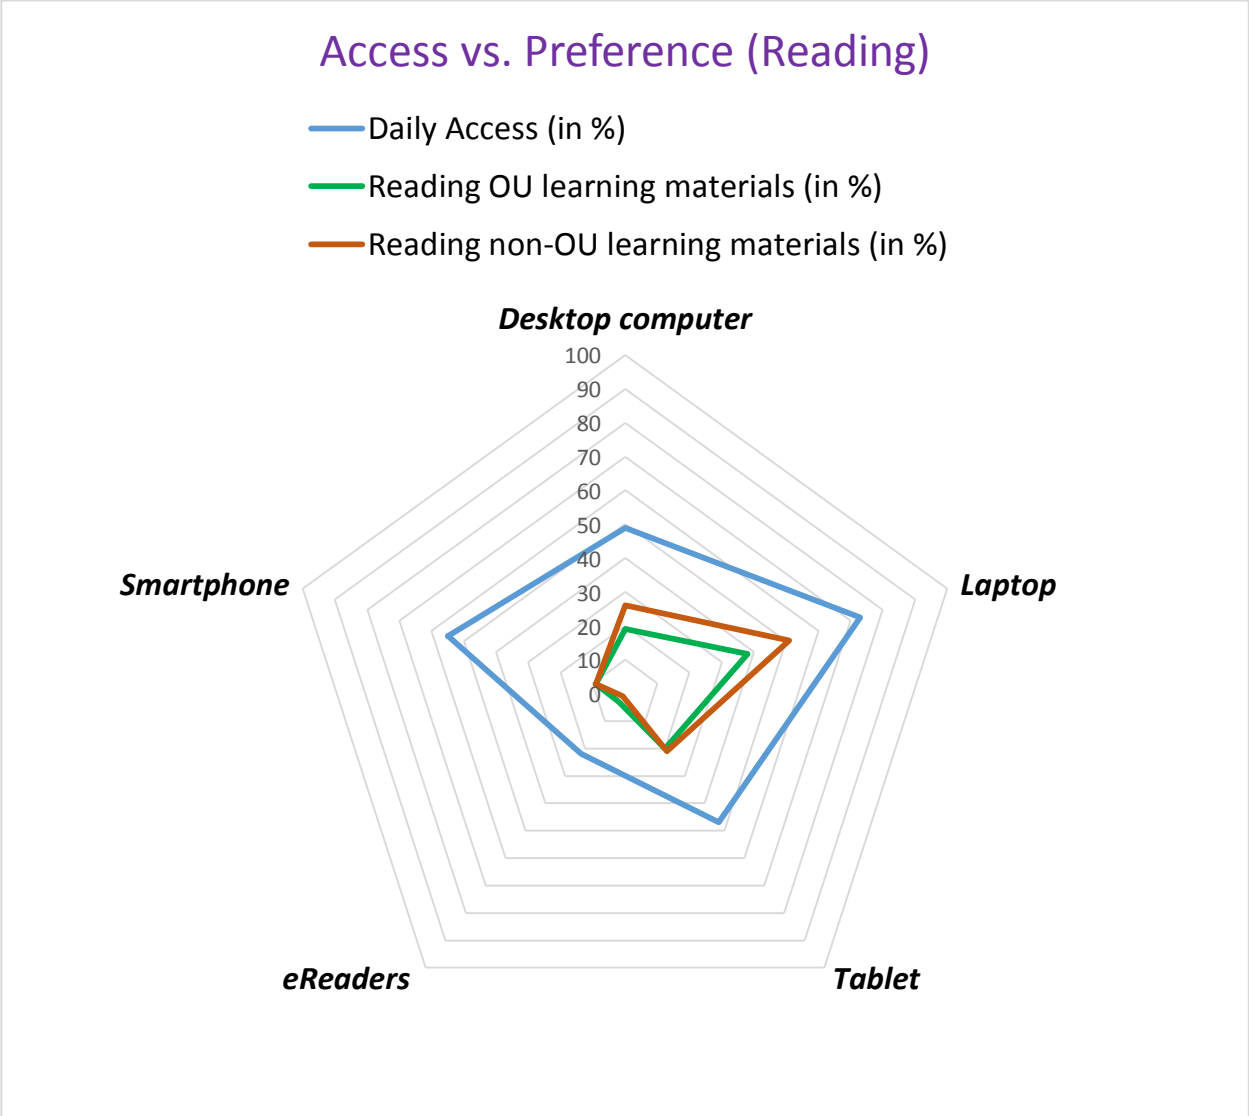 Access vs. Preference (Reading)
Daily Access (in %)
Reading OU learning materials (in %)
Reading non-OU learning materials (in %)
Desktop computer
100
90
80
70
60
50
40
30
20
10
0
Smartphone
Laptop
eReaders
Tablet